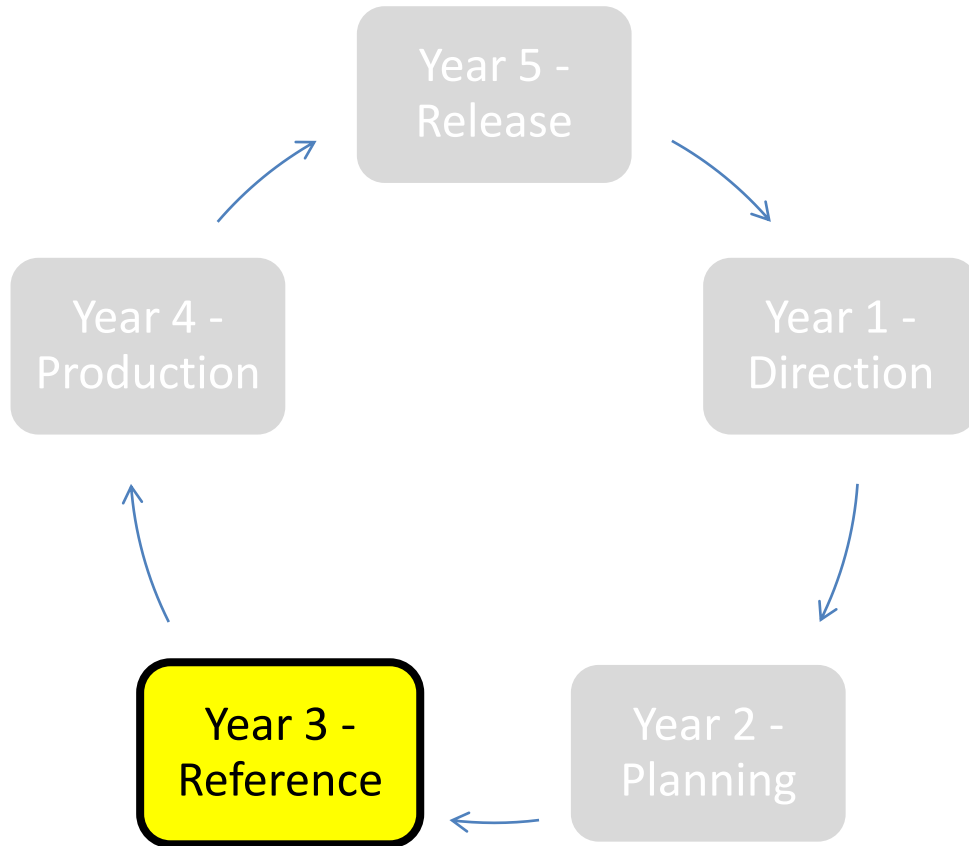 Year 5 -
Release
Year 4 -
Production
Year 1 -
Direction
Year 3 -
Reference
Year 2 -
Planning